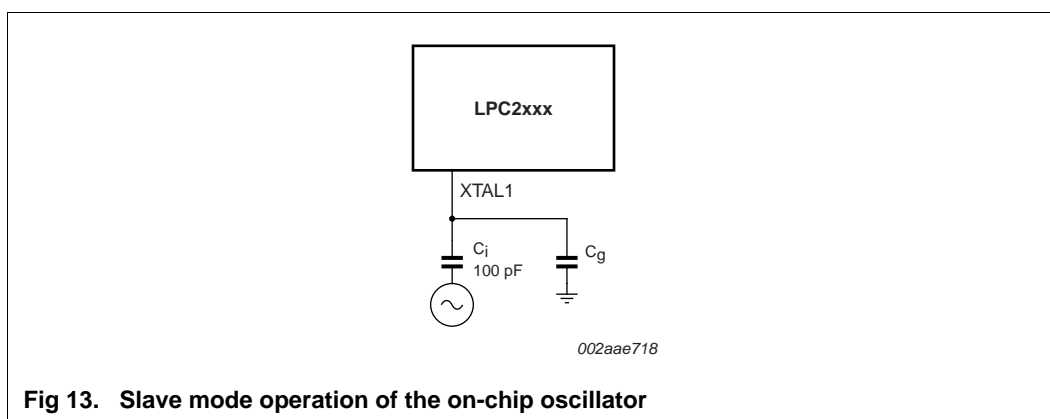 LPC2xxx
XTAL1
Ci
100 pF
Cg
002aae718
Fig 13. Slave mode operation of the on-chip oscillator